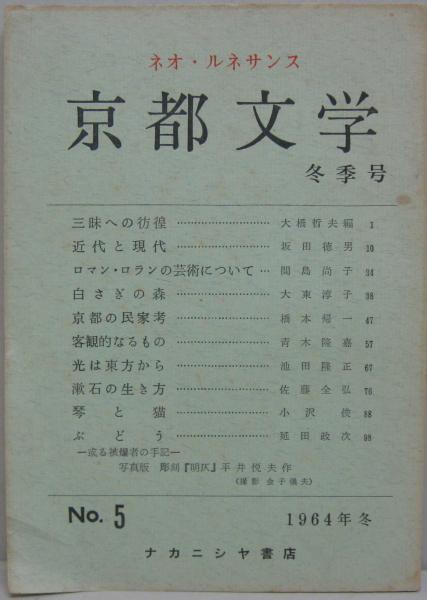 ネオ・ルネサンス
京都文学
冬季号
三昧への彷徨 大橋哲夫編 1
近代と現代 坂田徳男 10
ロマン・ロランの芸術について 間島尚子 34
白さぎの森 大東淳子 38
京都の民家考 橋本帰一 47
客観的なるもの 青木隆嘉 57
光は東方から 池田隆正 67
漱石の生き方 佐藤全弘 76
琴と猫 小沢俊 88
ぶどう 延田政次 98
―或る被爆者の手記―
写真版 彫刻『明仄』平井悦夫作
(撮影 金子儀夫)
No. 5 1964年冬
ナカニシヤ書店